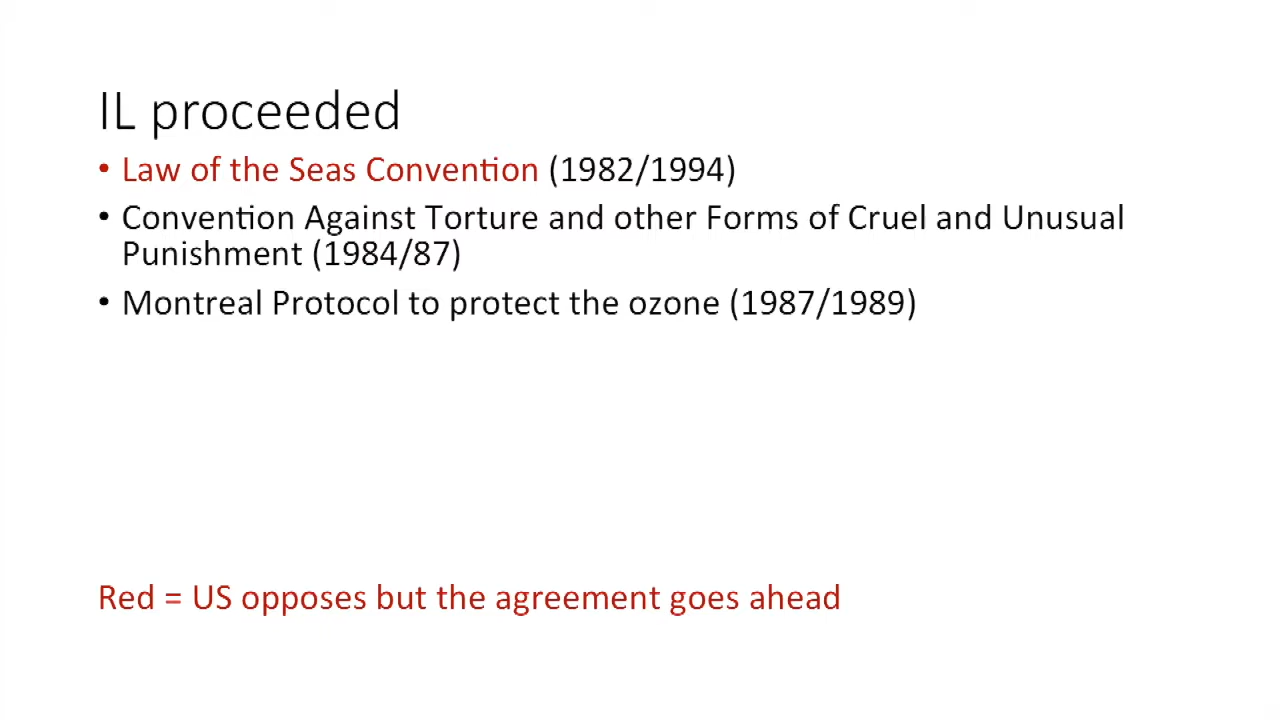 IL proceeded
• Law of the Seas Convention (1982/1994)
• Convention Against Torture and other Forms of Cruel and Unusual
Punishment (1984/87)
• Montreal Protocol to protect the ozone (1987/1989)
Red = US opposes but the agreement goes ahead